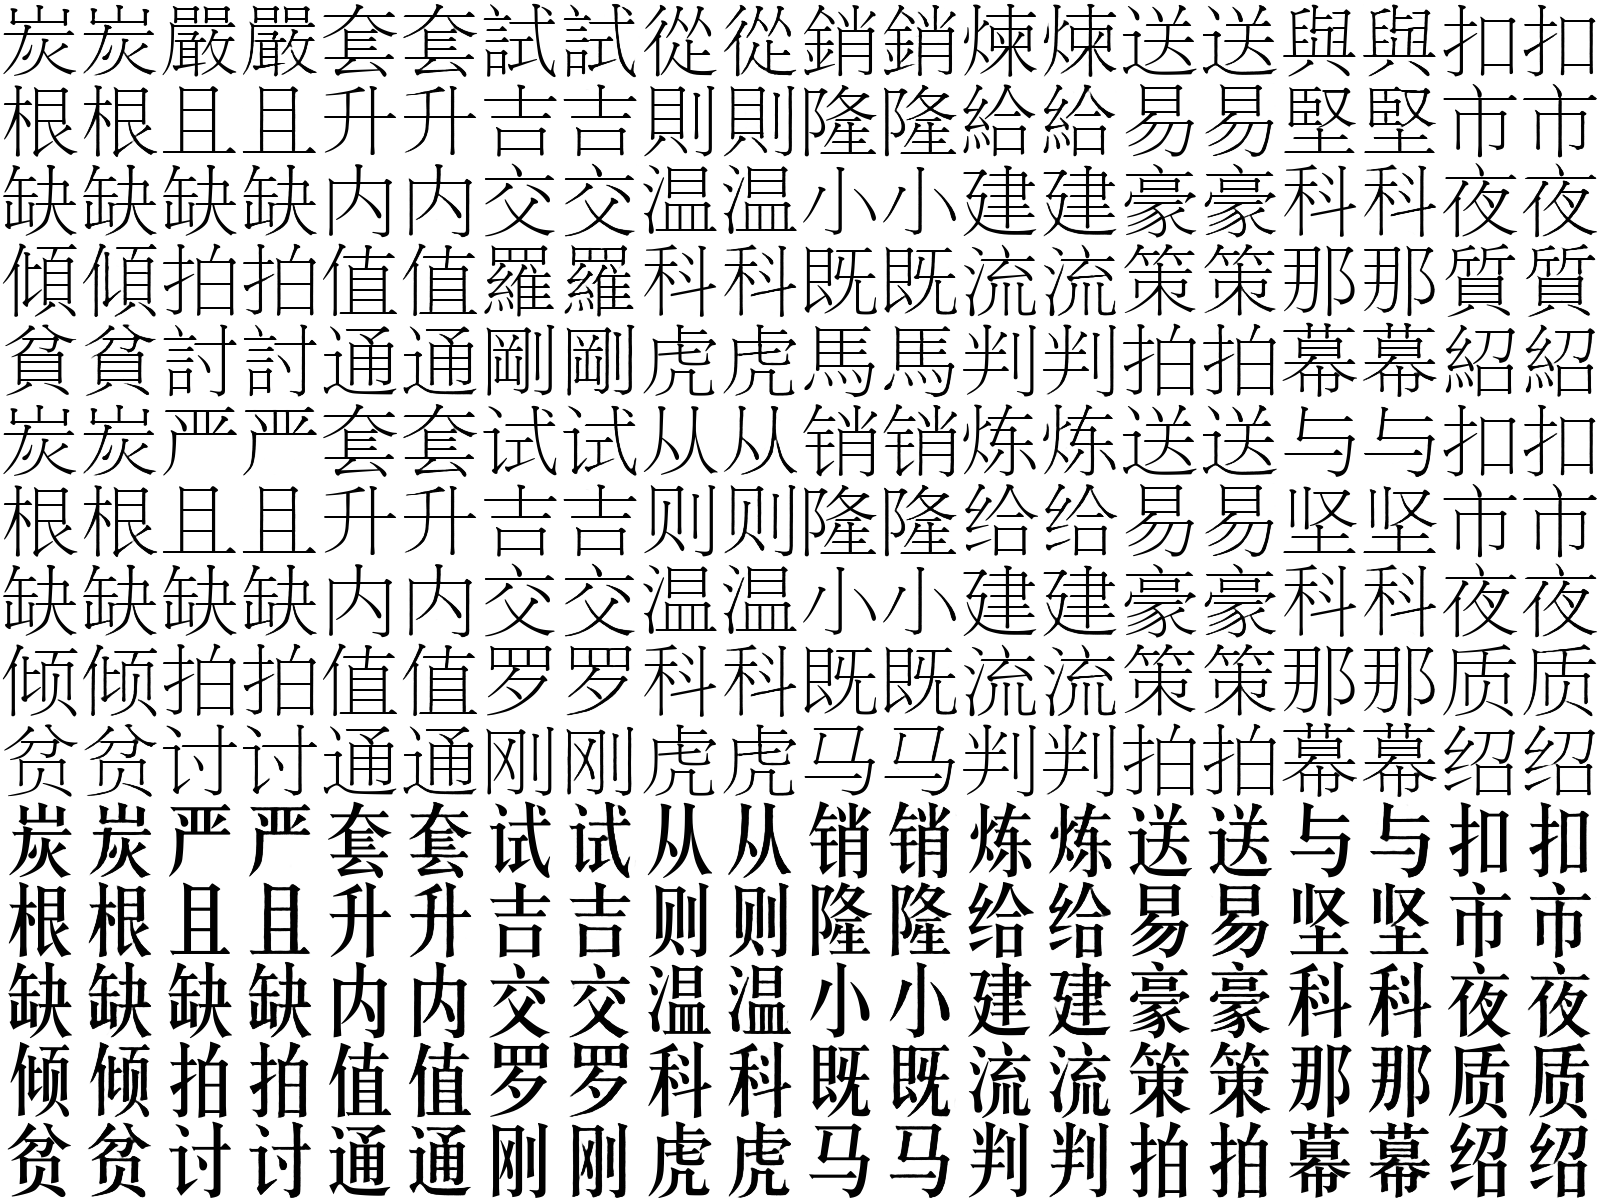 炭炭嚴嚴套套試試從從銷銷煉煉送送與與扣扣
根根且且升升吉吉則則隆隆給給易易堅堅市市
缺缺缺缺内内交交温温小小建建豪豪科科夜夜
傾傾拍拍值值羅羅科科既既流流策策那那質質
貧貧討討通通剛剛虎虎馬馬判判拍拍幕幕紹紹
炭炭严严套套试试从从销销炼炼送送与与扣扣
根根且且升升吉吉则则隆隆给给易易坚坚市市
缺缺缺缺内内交交温温小小建建豪豪科科夜夜
倾倾拍拍值值罗罗科科既既流流策策那那质质
贫贫讨讨通通刚刚虎虎马马判判拍拍幕幕绍绍
炭炭严严套套试试从从销销炼炼送送与与扣扣
根根且且升升吉吉则则隆隆给给易易坚坚市市
缺缺缺缺内内交交温温小小建建豪豪科科夜夜
倾倾拍拍值值罗罗科科既既流流策策那那质质
贫贫讨讨通通刚刚虎虎马马判判拍拍幕幕绍绍